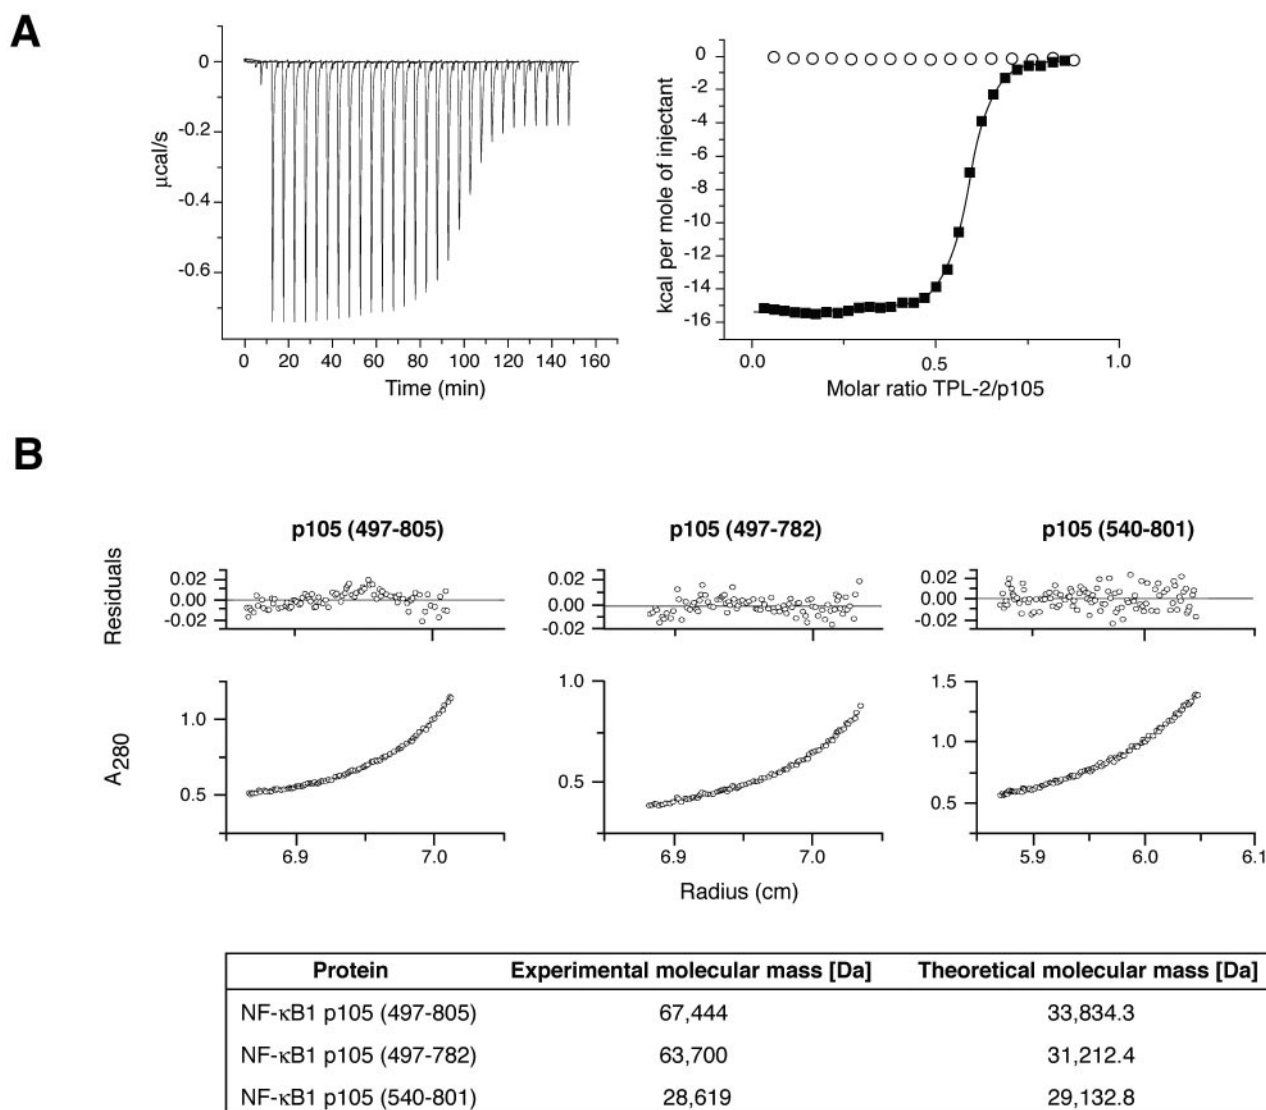 A
0
-0.2
-0.4
-0.6
μcal/s
0 20 40 60 80 100 120 140 160
Time (min)
0
-2
-4
-6
-8
-10
-12
-14
-16
kcal per mole of injectant
0.0 0.5 1.0
Molar ratio TPL-2/p105
B
p105 (497-805) p105 (497-782) p105 (540-801)
Residuals
0.02 0.02 0.02
0.00 0.00 0.00
-0.02 -0.02 -0.02
A280
1.0 1.0 1.5
0.5 0.5 1.0
0.5
6.9 7.0 6.9 7.0 5.9 6.0 6.1
Radius (cm)
Protein Experimental molecular mass [Da] Theoretical molecular mass [Da]
NF-κB1 p105 (497-805) 67,444 33,834.3
NF-κB1 p105 (497-782) 63,700 31,212.4
NF-κB1 p105 (540-801) 28,619 29,132.8